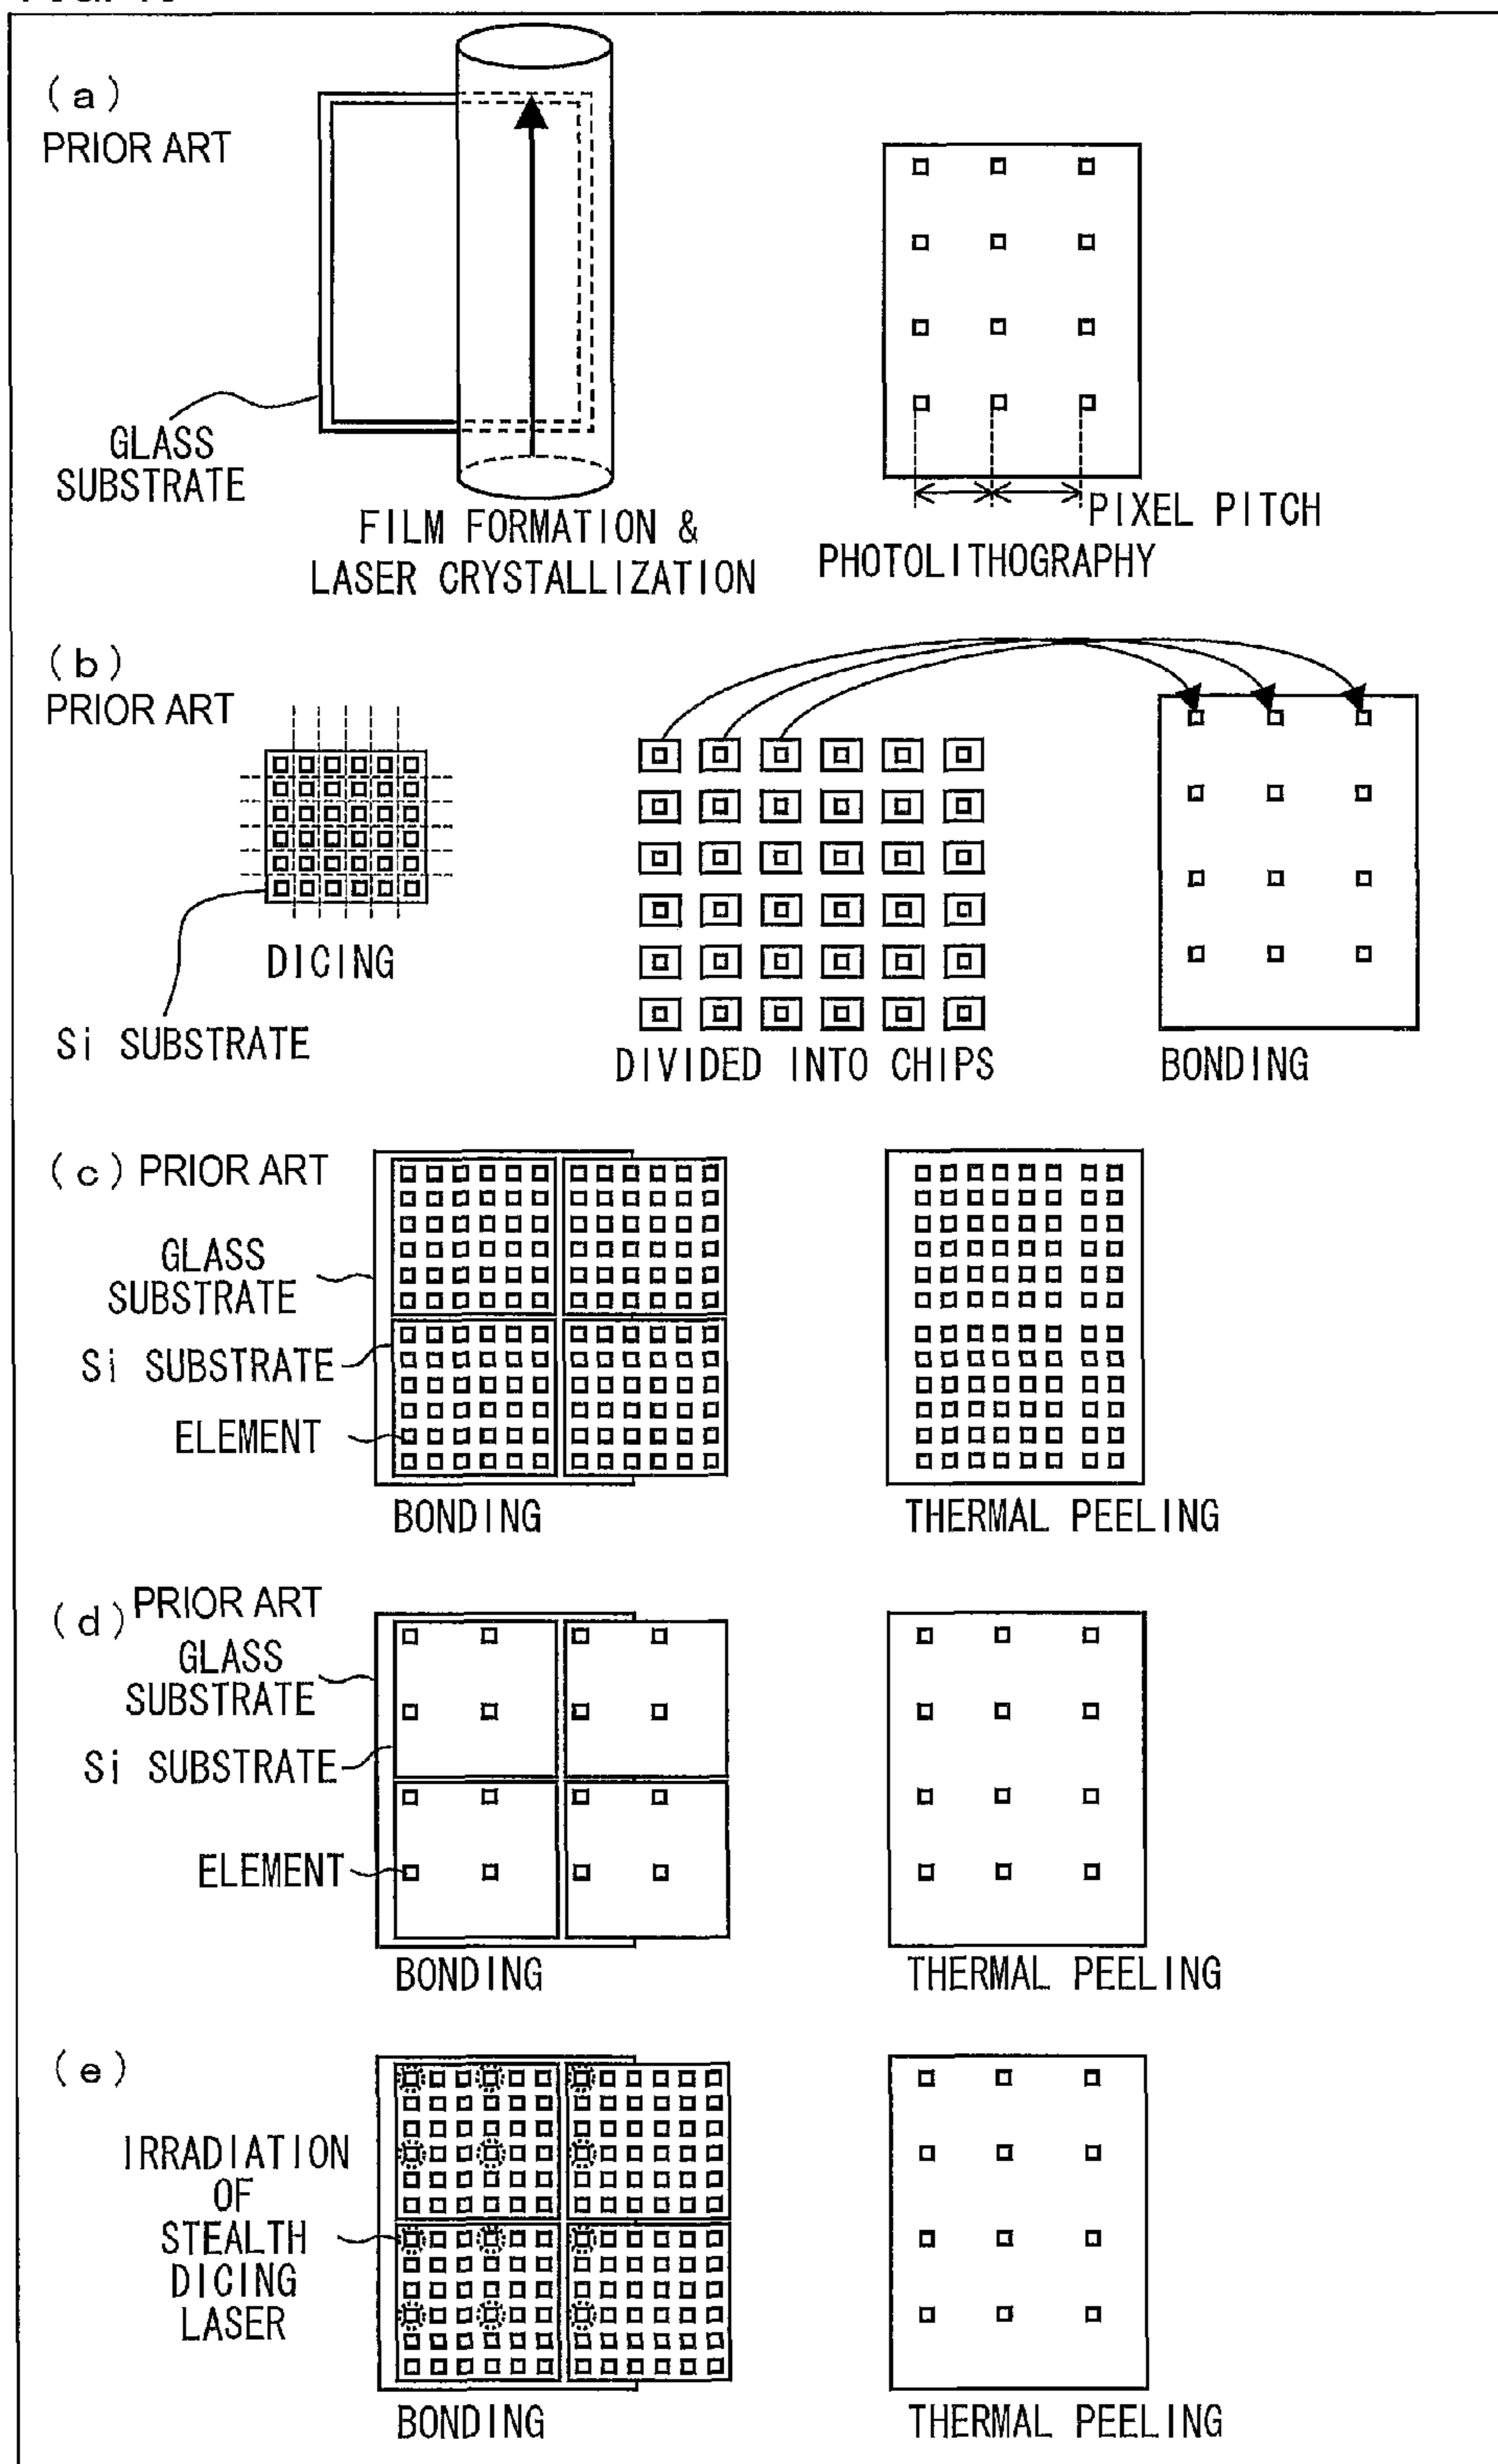 (a)
PRIOR ART
GLASS
SUBSTRATE
FILM FORMATION &
LASER CRYSTALLIZATION
PIXEL PITCH
PHOTOLITHOGRAPHY
(b)
PRIOR ART
DICING
Si SUBSTRATE
DIVIDED INTO CHIPS
BONDING
(c) PRIOR ART
GLASS
SUBSTRATE
Si SUBSTRATE
ELEMENT
BONDING
THERMAL PEELING
(d) PRIOR ART
GLASS
SUBSTRATE
Si SUBSTRATE
ELEMENT
BONDING
THERMAL PEELING
(e)
IRRADIATION
OF
STEALTH
DICING
LASER
BONDING
THERMAL PEELING